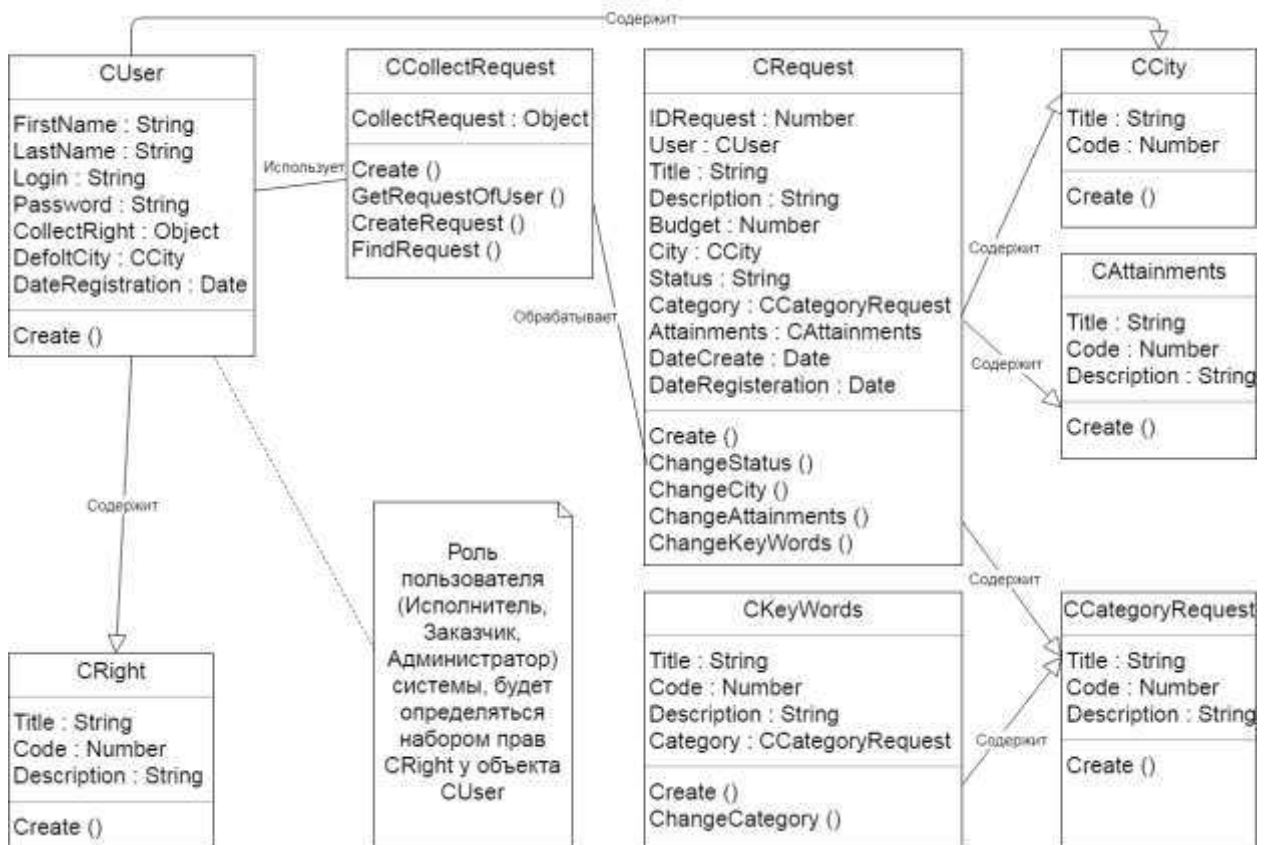 Содержит
CUser
FirstName : String
LastName : String
Login : String
Password : String
CollectRight : Object
DefoltCity : CCity
DateRegistration : Date
Create ()
Использует
CCollectRequest
CollectRequest : Object
Create ()
GetRequestOfUser ()
CreateRequest ()
FindRequest ()
Обрабатывает
CRequest
IDRequest : Number
User : CUser
Title : String
Description : String
Budget : Number
City : CCity
Status : String
Category : CCategoryRequest
Attainments : CAttainments
DateCreate : Date
DateRegisteration : Date
Create ()
ChangeStatus ()
ChangeCity ()
ChangeAttainments ()
ChangeKeyWords ()
Содержит
CCity
Title : String
Code : Number
Create ()
Содержит
CAttainments
Title : String
Code : Number
Description : String
Create ()
Содержит
CRight
Title : String
Code : Number
Description : String
Create ()
Роль
пользователя
(Исполнитель,
Заказчик,
Администратор)
системы, будет
определяться
набором прав
CRight у объекта
CUser
CKeyWords
Title : String
Code : Number
Description : String
Category : CCategoryRequest
Create ()
ChangeCategory ()
Содержит
Содержит
CCategoryRequest
Title : String
Code : Number
Description : String
Create ()